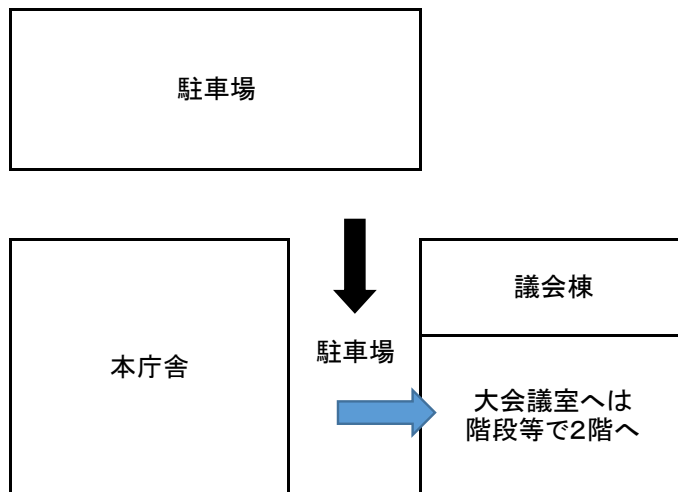 駐車場
議会棟
駐車場
本庁舎
大会議室へは
階段等で2階へ